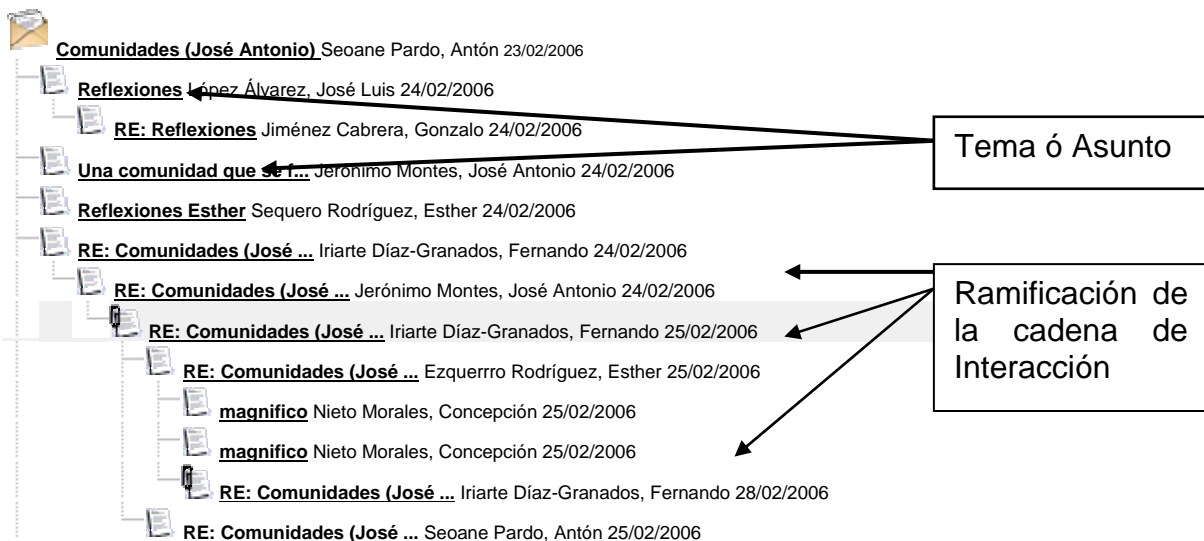 Comunidades (José Antonio) Seoane Pardo, Antón 23/02/2006
Reflexiones López Álvarez, José Luis 24/02/2006
RE: Reflexiones Jiménez Cabrera, Gonzalo 24/02/2006
Una comunidad que se f... Jerónimo Montes, José Antonio 24/02/2006
Reflexiones Esther Sequero Rodríguez, Esther 24/02/2006
RE: Comunidades (José ... Iriarte Díaz-Granados, Fernando 24/02/2006
RE: Comunidades (José ... Jerónimo Montes, José Antonio 24/02/2006
RE: Comunidades (José ... Iriarte Díaz-Granados, Fernando 25/02/2006
RE: Comunidades (José ... Ezquerrro Rodríguez, Esther 25/02/2006
magnifico Nieto Morales, Concepción 25/02/2006
magnifico Nieto Morales, Concepción 25/02/2006
RE: Comunidades (José ... Iriarte Díaz-Granados, Fernando 28/02/2006
RE: Comunidades (José ... Seoane Pardo, Antón 25/02/2006
Tema ó Asunto
Ramificación de
la cadena de
Interacción